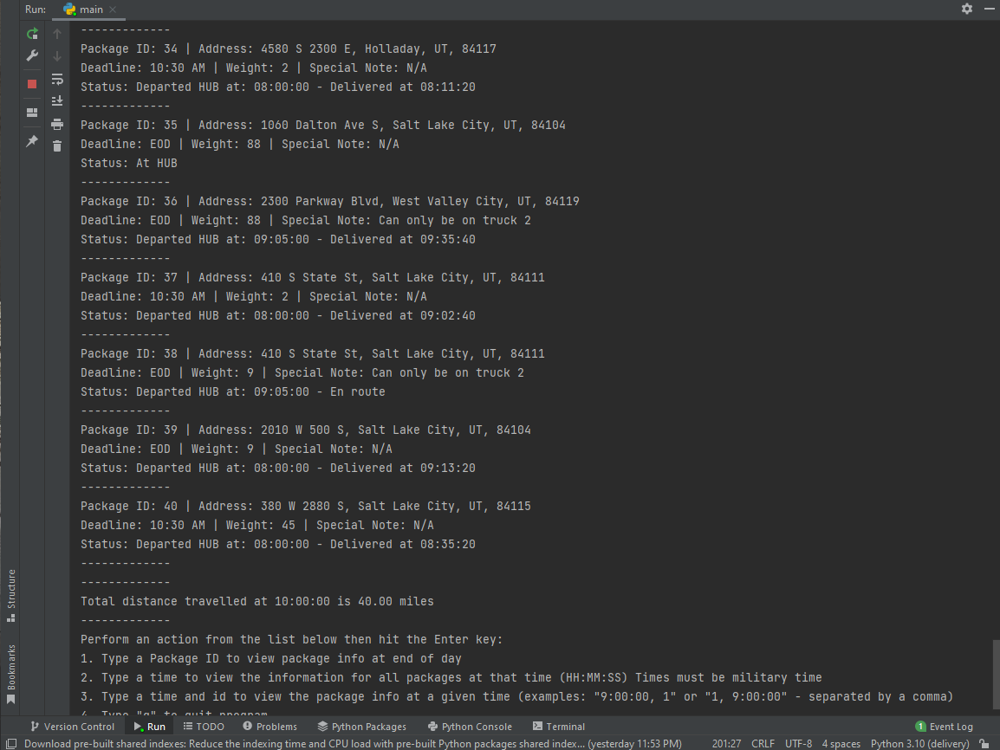 Run: main
-------------
Package ID: 34 | Address: 4580 S 2300 E, Holladay, UT, 84117
Deadline: 10:30 AM | Weight: 2 | Special Note: N/A
Status: Departed HUB at: 08:00:00 - Delivered at 08:11:20
-------------
Package ID: 35 | Address: 1060 Dalton Ave S, Salt Lake City, UT, 84104
Deadline: EOD | Weight: 88 | Special Note: N/A
Status: At HUB
-------------
Package ID: 36 | Address: 2300 Parkway Blvd, West Valley City, UT, 84119
Deadline: EOD | Weight: 88 | Special Note: Can only be on truck 2
Status: Departed HUB at: 09:05:00 - Delivered at 09:35:40
-------------
Package ID: 37 | Address: 410 S State St, Salt Lake City, UT, 84111
Deadline: 10:30 AM | Weight: 2 | Special Note: N/A
Status: Departed HUB at: 08:00:00 - Delivered at 09:02:40
-------------
Package ID: 38 | Address: 410 S State St, Salt Lake City, UT, 84111
Deadline: EOD | Weight: 9 | Special Note: Can only be on truck 2
Status: Departed HUB at: 09:05:00 - En route
-------------
Package ID: 39 | Address: 2010 W 500 S, Salt Lake City, UT, 84104
Deadline: EOD | Weight: 9 | Special Note: N/A
Status: Departed HUB at: 08:00:00 - Delivered at 09:13:20
-------------
Package ID: 40 | Address: 380 W 2880 S, Salt Lake City, UT, 84115
Deadline: 10:30 AM | Weight: 45 | Special Note: N/A
Status: Departed HUB at: 08:00:00 - Delivered at 08:35:20
-------------
-------------
Total distance travelled at 10:00:00 is 40.00 miles
-------------
Perform an action from the list below then hit the Enter key:
1. Type a Package ID to view package info at end of day
2. Type a time to view the information for all packages at that time (HH:MM:SS) Times must be military time
3. Type a time and id to view the package info at a given time (examples: "9:00:00, 1" or "1, 9:00:00" - separated by a comma)
4. Type "q" to quit program
Structure
Bookmarks
Version Control Run TODO Problems Python Packages Python Console Terminal 1 Event Log
Download pre-built shared indexes: Reduce the indexing time and CPU load with pre-built Python packages shared index... (yesterday 11:53 PM) 201:27 CRLF UTF-8 4 spaces Python 3.10 (delivery)